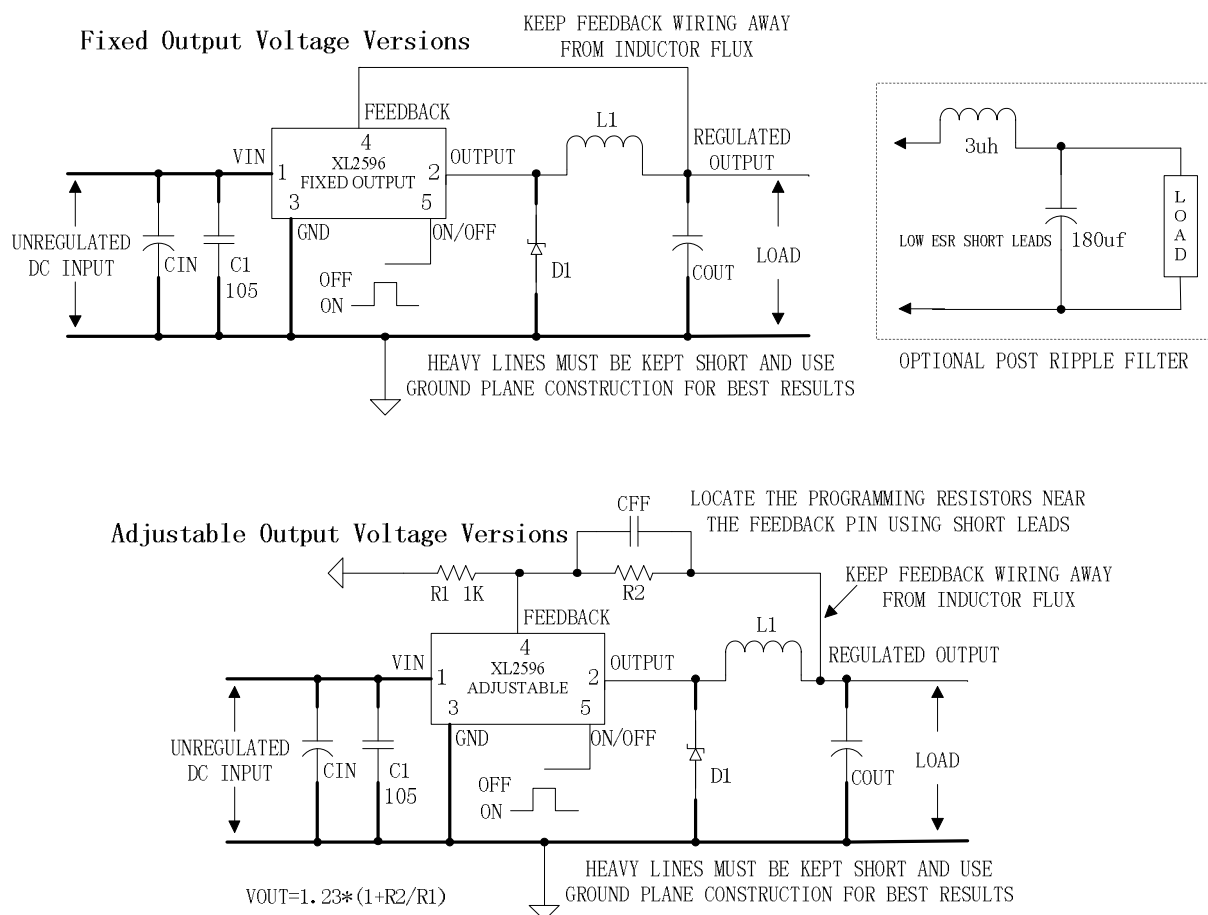 Fixed Output Voltage Versions
KEEP FEEDBACK WIRING AWAY
FROM INDUCTOR FLUX
FEEDBACK
4
XL2596
FIXED OUTPUT
VIN
1
2
OUTPUT
3
5
GND
ON/OFF
L1
REGULATED
OUTPUT
UNREGULATED
DC INPUT
CIN
C1
105
OFF
ON
D1
COUT
LOAD
HEAVY LINES MUST BE KEPT SHORT AND USE
GROUND PLANE CONSTRUCTION FOR BEST RESULTS
3uh
LOW ESR SHORT LEADS
180uf
LOAD
OPTIONAL POST RIPPLE FILTER
Adjustable Output Voltage Versions
CFF
LOCATE THE PROGRAMMING RESISTORS NEAR
THE FEEDBACK PIN USING SHORT LEADS
R1 1K
R2
KEEP FEEDBACK WIRING AWAY
FROM INDUCTOR FLUX
FEEDBACK
4
XL2596
ADJUSTABLE
VIN
1
2
OUTPUT
3
5
GND
ON/OFF
L1
REGULATED OUTPUT
UNREGULATED
DC INPUT
CIN
C1
105
OFF
ON
D1
COUT
LOAD
HEAVY LINES MUST BE KEPT SHORT AND USE
GROUND PLANE CONSTRUCTION FOR BEST RESULTS
VOUT=1.23*(1+R2/R1)